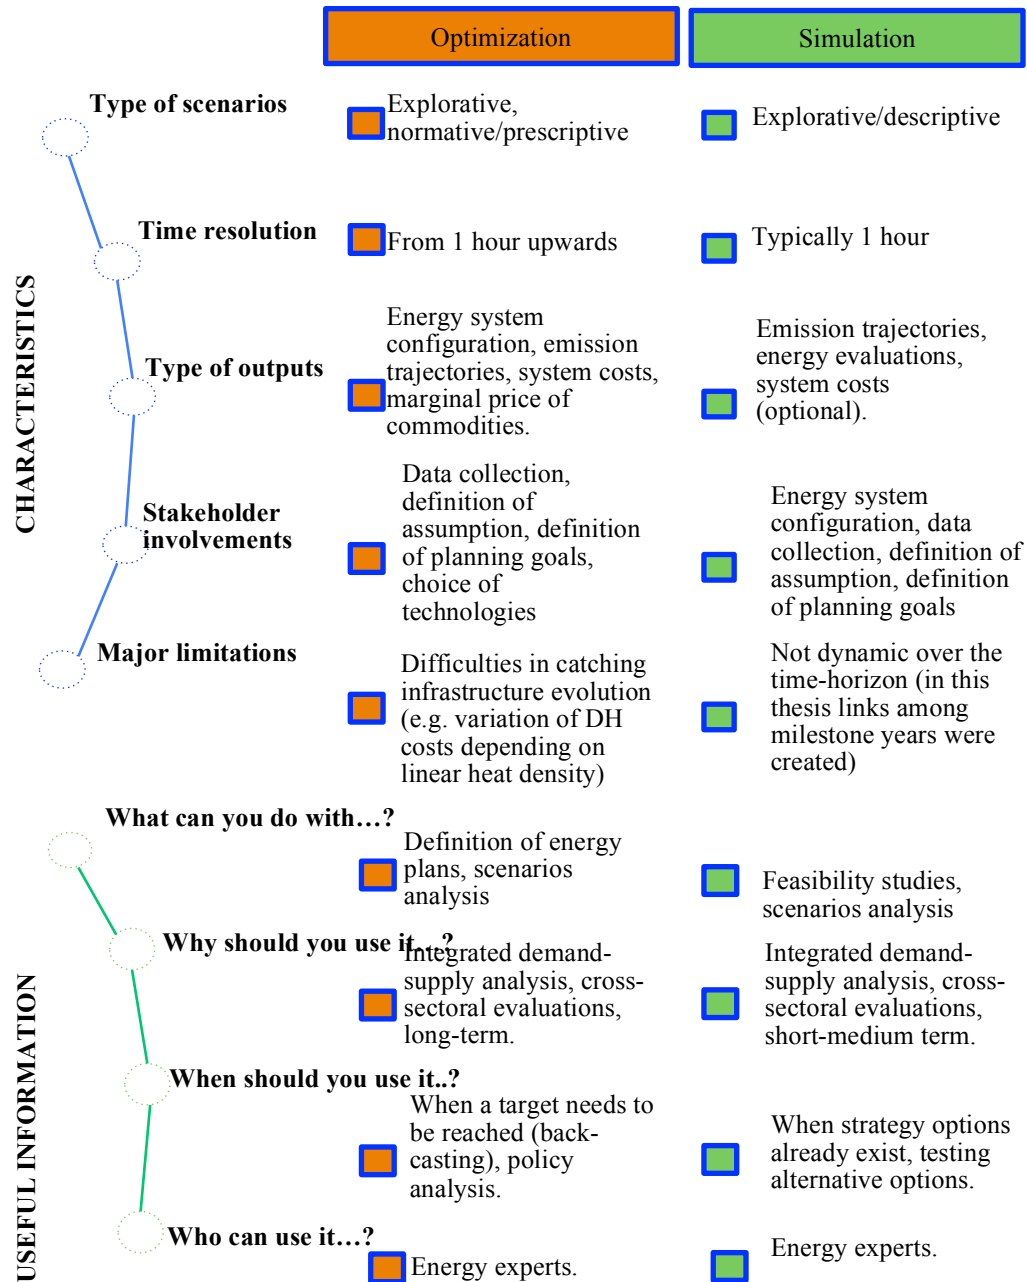 Optimization
Simulation
CHARACTERISTICS
Type of scenarios
Explorative,
normative/prescriptive
Explorative/descriptive
Time resolution
From 1 hour upwards
Typically 1 hour
Type of outputs
Energy system
configuration, emission
trajectories, system costs,
marginal price of
commodities.
Emission trajectories,
energy evaluations,
system costs
(optional).
Stakeholder
involvements
Data collection,
definition of
assumption, definition
of planning goals,
choice of
technologies
Energy system
configuration, data
collection, definition of
assumption, definition
of planning goals
Major limitations
Difficulties in catching
infrastructure evolution
(e.g. variation of DH
costs depending on
linear heat density)
Not dynamic over the
time-horizon (in this
thesis links among
milestone years were
created)
USEFUL INFORMATION
What can you do with…?
Definition of energy
plans, scenarios
analysis
Feasibility studies,
scenarios analysis
Why should you use it…?
Integrated demand-
supply analysis, cross-
sectoral evaluations,
long-term.
Integrated demand-
supply analysis, cross-
sectoral evaluations,
short-medium term.
When should you use it..?
When a target needs to
be reached (back-
casting), policy
analysis.
When strategy options
already exist, testing
alternative options.
Who can use it…?
Energy experts.
Energy experts.